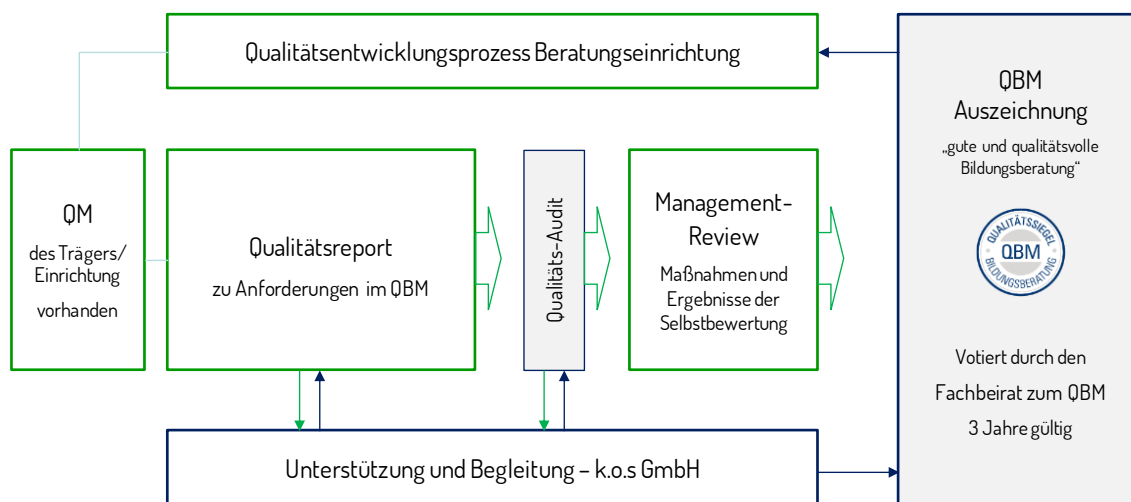 Qualitätsentwicklungsprozess Beratungseinrichtung
QM
des Trägers/
Einrichtung
vorhanden
Qualitätsreport
zu Anforderungen im QBM
Qualitäts-Audit
Management-
Review
Maßnahmen und
Ergebnisse der
Selbstbewertung
QBM
Auszeichnung
„gute und qualitätsvolle
Bildungsberatung“
QUALITÄTSSIEGEL
QBM
BILDUNGSBERATUNG
Votiert durch den
Fachbeirat zum QBM
3 Jahre gültig
Unterstützung und Begleitung – k.o.s GmbH